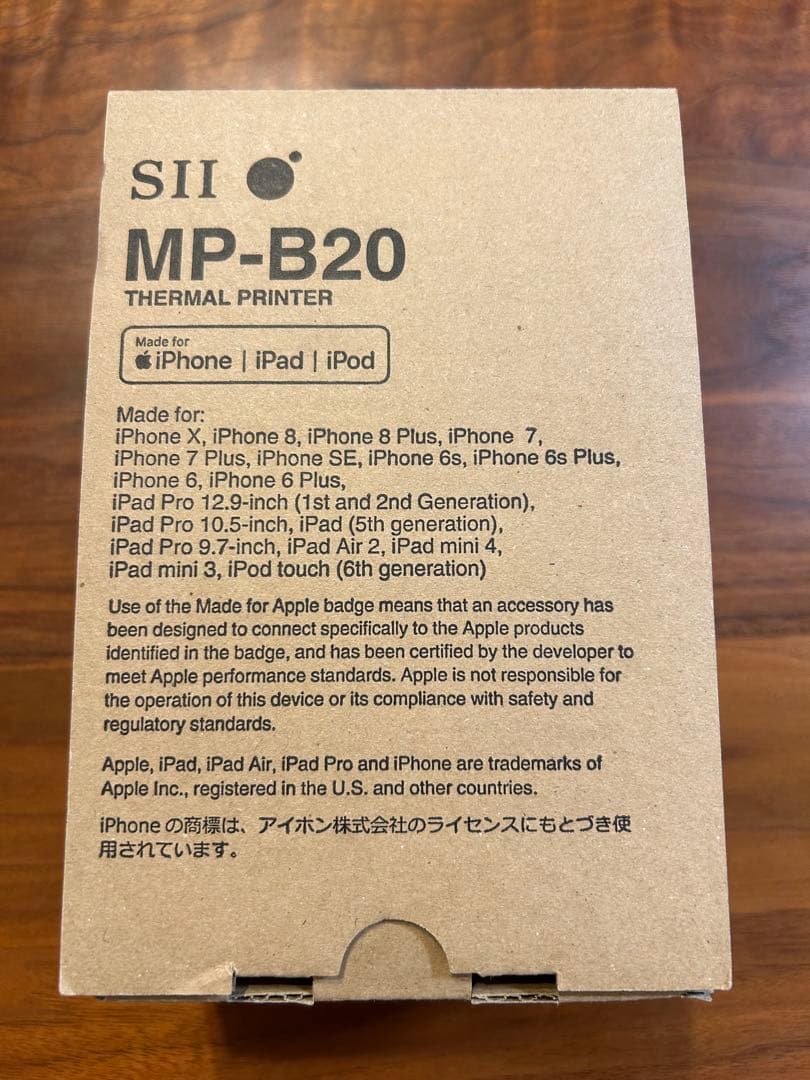 SII
MP-B20
THERMAL PRINTER
Made for
iPhone | iPad | iPod
Made for:
iPhone X, iPhone 8, iPhone 8 Plus, iPhone 7,
iPhone 7 Plus, iPhone SE, iPhone 6s, iPhone 6s Plus,
iPhone 6, iPhone 6 Plus,
iPad Pro 12.9-inch (1st and 2nd Generation),
iPad Pro 10.5-inch, iPad (5th generation),
iPad Pro 9.7-inch, iPad Air 2, iPad mini 4,
iPad mini 3, iPod touch (6th generation)
Use of the Made for Apple badge means that an accessory has
been designed to connect specifically to the Apple products
identified in the badge, and has been certified by the developer to
meet Apple performance standards. Apple is not responsible for
the operation of this device or its compliance with safety and
regulatory standards.
Apple, iPad, iPad Air, iPad Pro and iPhone are trademarks of
Apple Inc., registered in the U.S. and other countries.
iPhone の商標は、アイホン株式会社のライセンスにもとづき使
用されています。